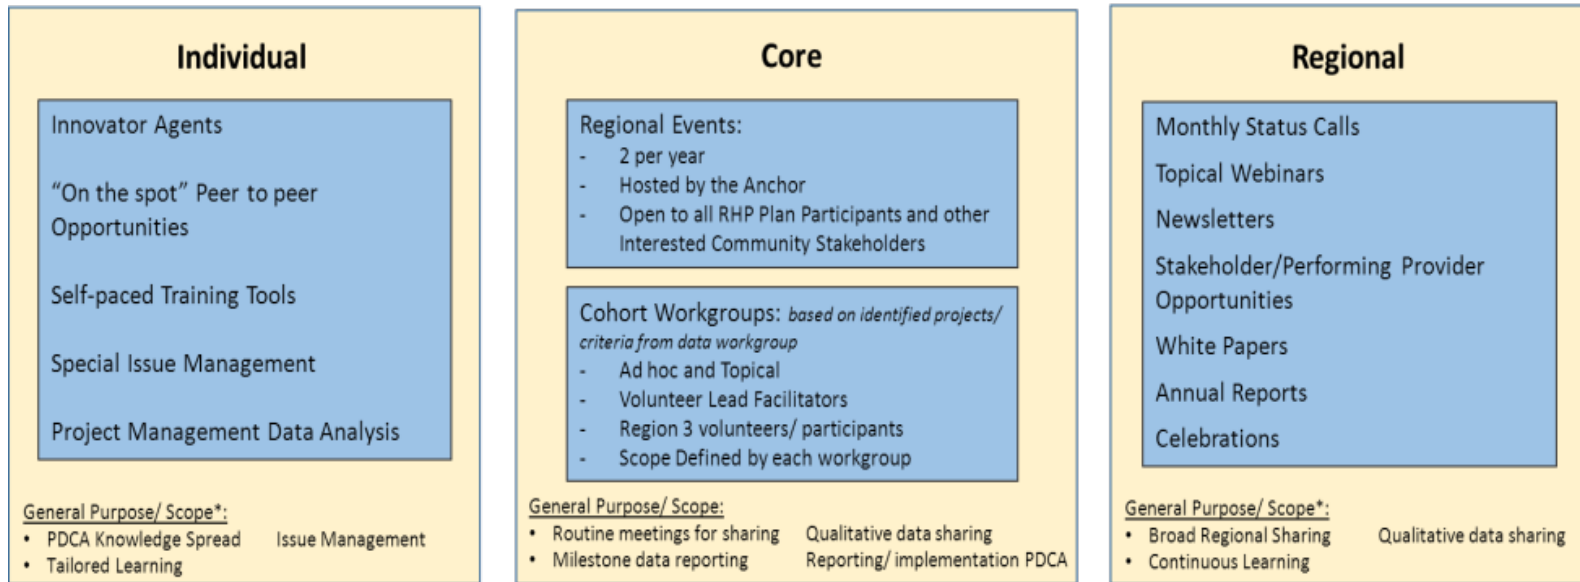 Individual
Innovator Agents
“On the spot” Peer to peer
Opportunities
Self-paced Training Tools
Special Issue Management
Project Management Data Analysis
General Purpose/ Scope*:
• PDCA Knowledge Spread Issue Management
• Tailored Learning
Core
Regional Events:
- 2 per year
- Hosted by the Anchor
- Open to all RHP Plan Participants and other
Interested Community Stakeholders
Cohort Workgroups: based on identified projects/
criteria from data workgroup
- Ad hoc and Topical
- Volunteer Lead Facilitators
- Region 3 volunteers/ participants
- Scope Defined by each workgroup
General Purpose/ Scope:
• Routine meetings for sharing Qualitative data sharing
• Milestone data reporting Reporting/ implementation PDCA
Regional
Monthly Status Calls
Topical Webinars
Newsletters
Stakeholder/Performing Provider
Opportunities
White Papers
Annual Reports
Celebrations
General Purpose/ Scope*:
• Broad Regional Sharing Qualitative data sharing
• Continuous Learning